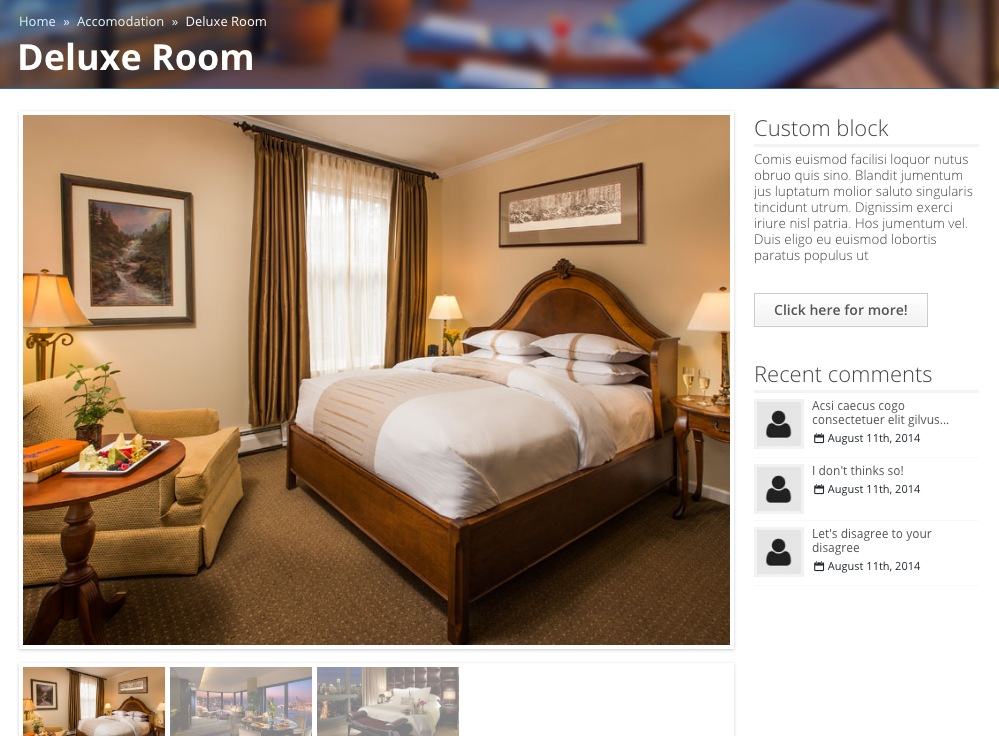 Home » Accomodation » Deluxe Room
Deluxe Room
Custom block
Comis euismod facilisi loquor nutus
obruo quis sino. Blandit jumentum
jus luptatum molior saluto singularis
tincidunt utrum. Dignissim exerci
iriure nisl patria. Hos jumentum vel.
Duis eligo eu euismod lobortis
paratus populus ut
Click here for more!
Recent comments
Acsi caecus cogo
consectetuer elit gilvus...
August 11th, 2014
I don't thinks so!
August 11th, 2014
Let's disagree to your
disagree
August 11th, 2014